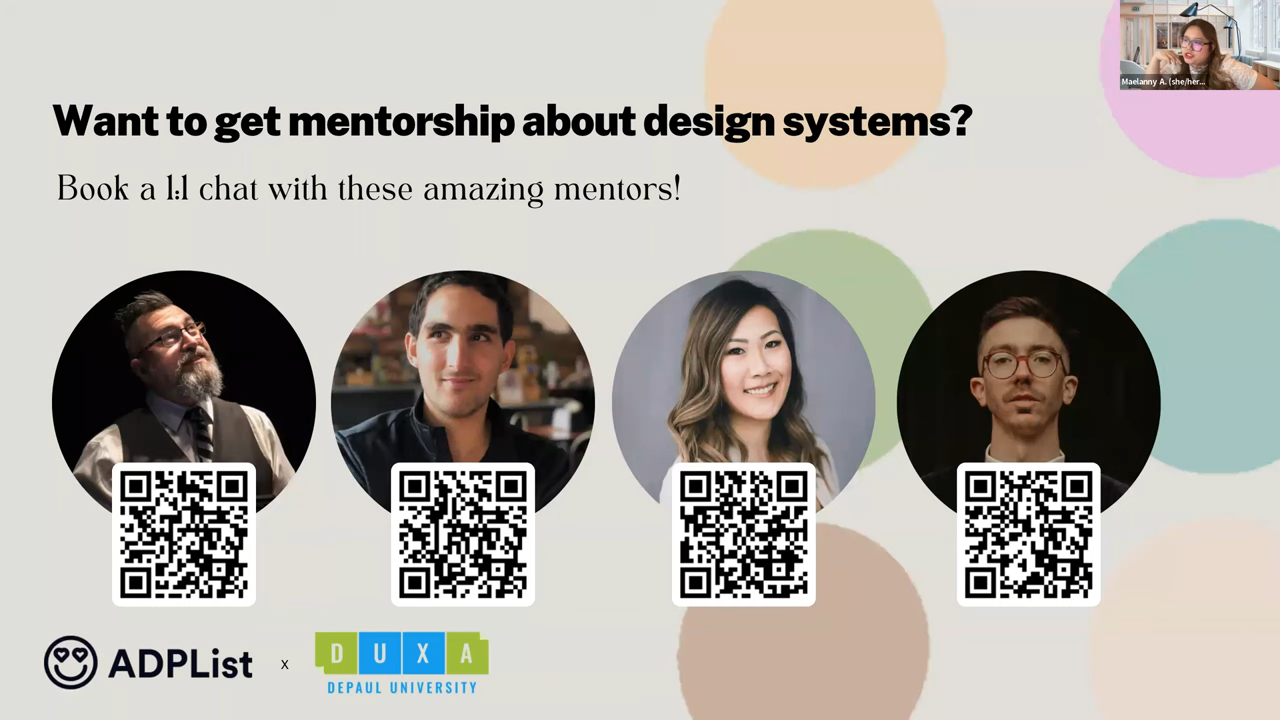 Maelanny A. (she/her...
Want to get mentorship about design systems?
Book a 1:1 chat with these amazing mentors!
ADPList x DUXA
DEPAUL UNIVERSITY